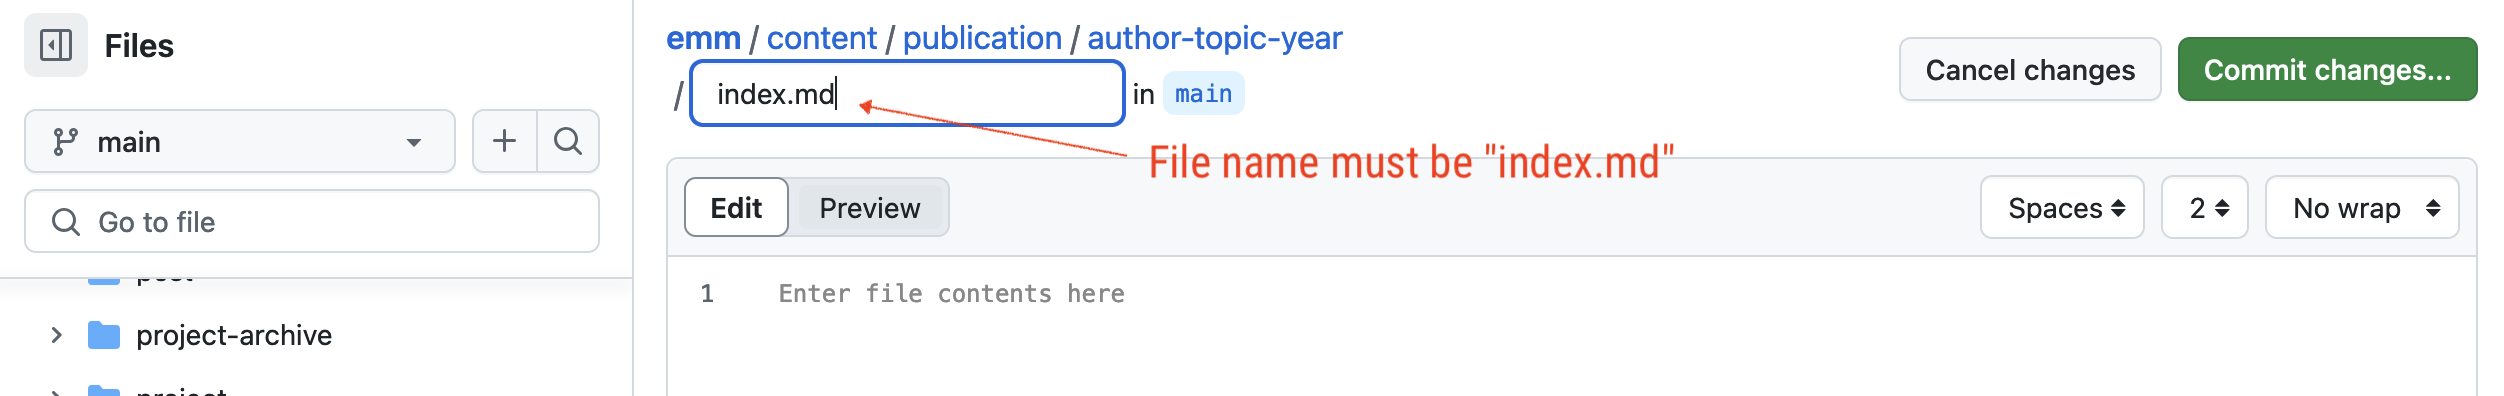 Files
main
Go to file
post
project-archive
project
emm / content / publication / author-topic-year
/ index.md in main
Cancel changes
Commit changes...
File name must be "index.md"
Edit
Preview
Spaces
2
No wrap
1 Enter file contents here